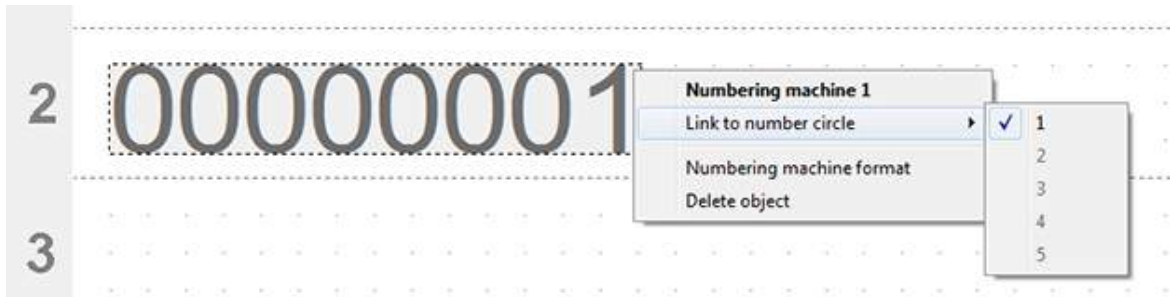 2
00000001
Numbering machine 1
Link to number circle
✓ 1
2
3
4
5
Numbering machine format
Delete object
3